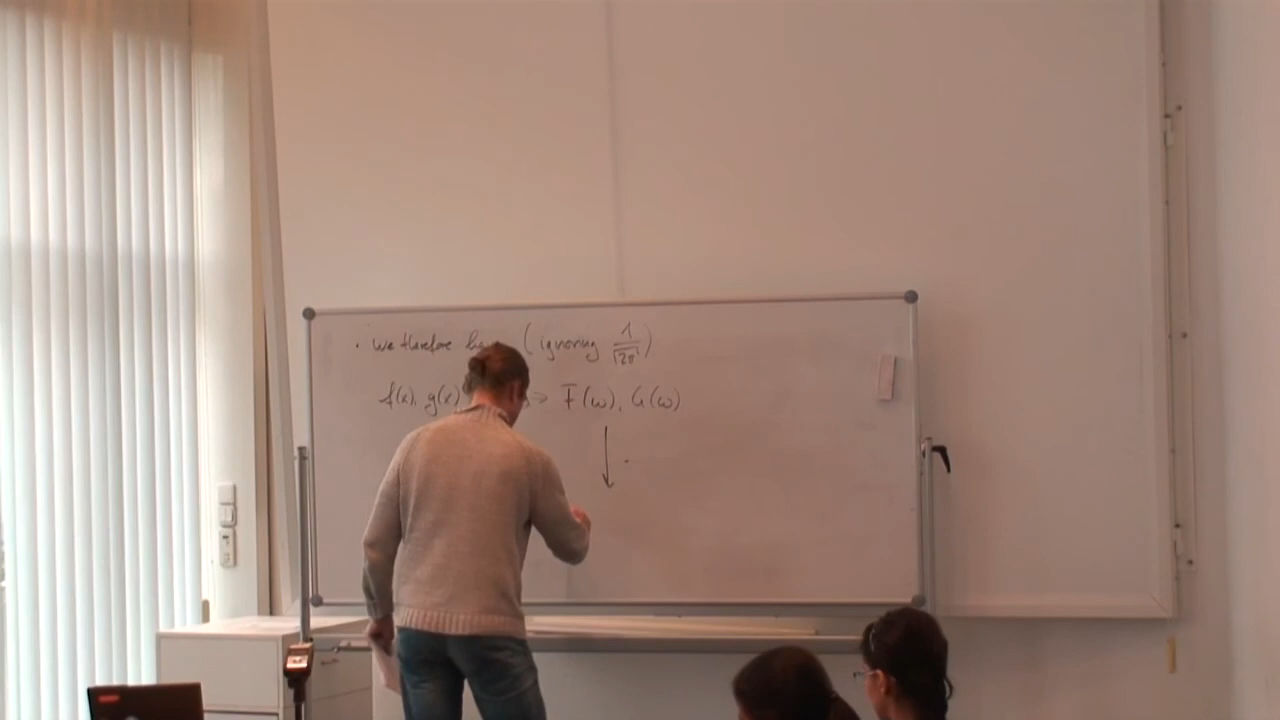 • We therefore (ignoring 1/√2π)
f(x), g(x) → F(ω), G(ω)
↓ .